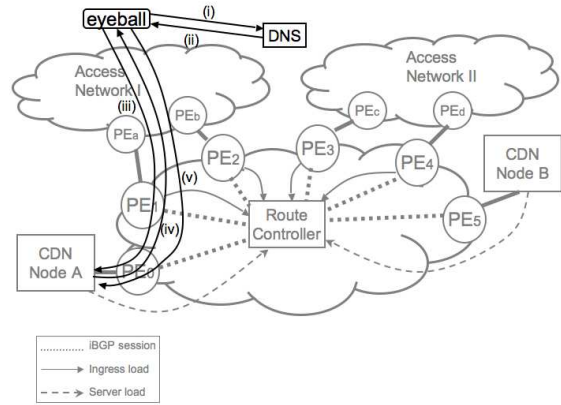 eyeball
(i)
(ii)
DNS
Access
Network I
Access
Network II
(iii)
PEa
PEb
PEc
PEd
PE2
PE3
PE4
CDN
Node B
(v)
PE1
Route
Controller
PE5
(iv)
CDN
Node A
PE0
iBGP session
Ingress load
Server load